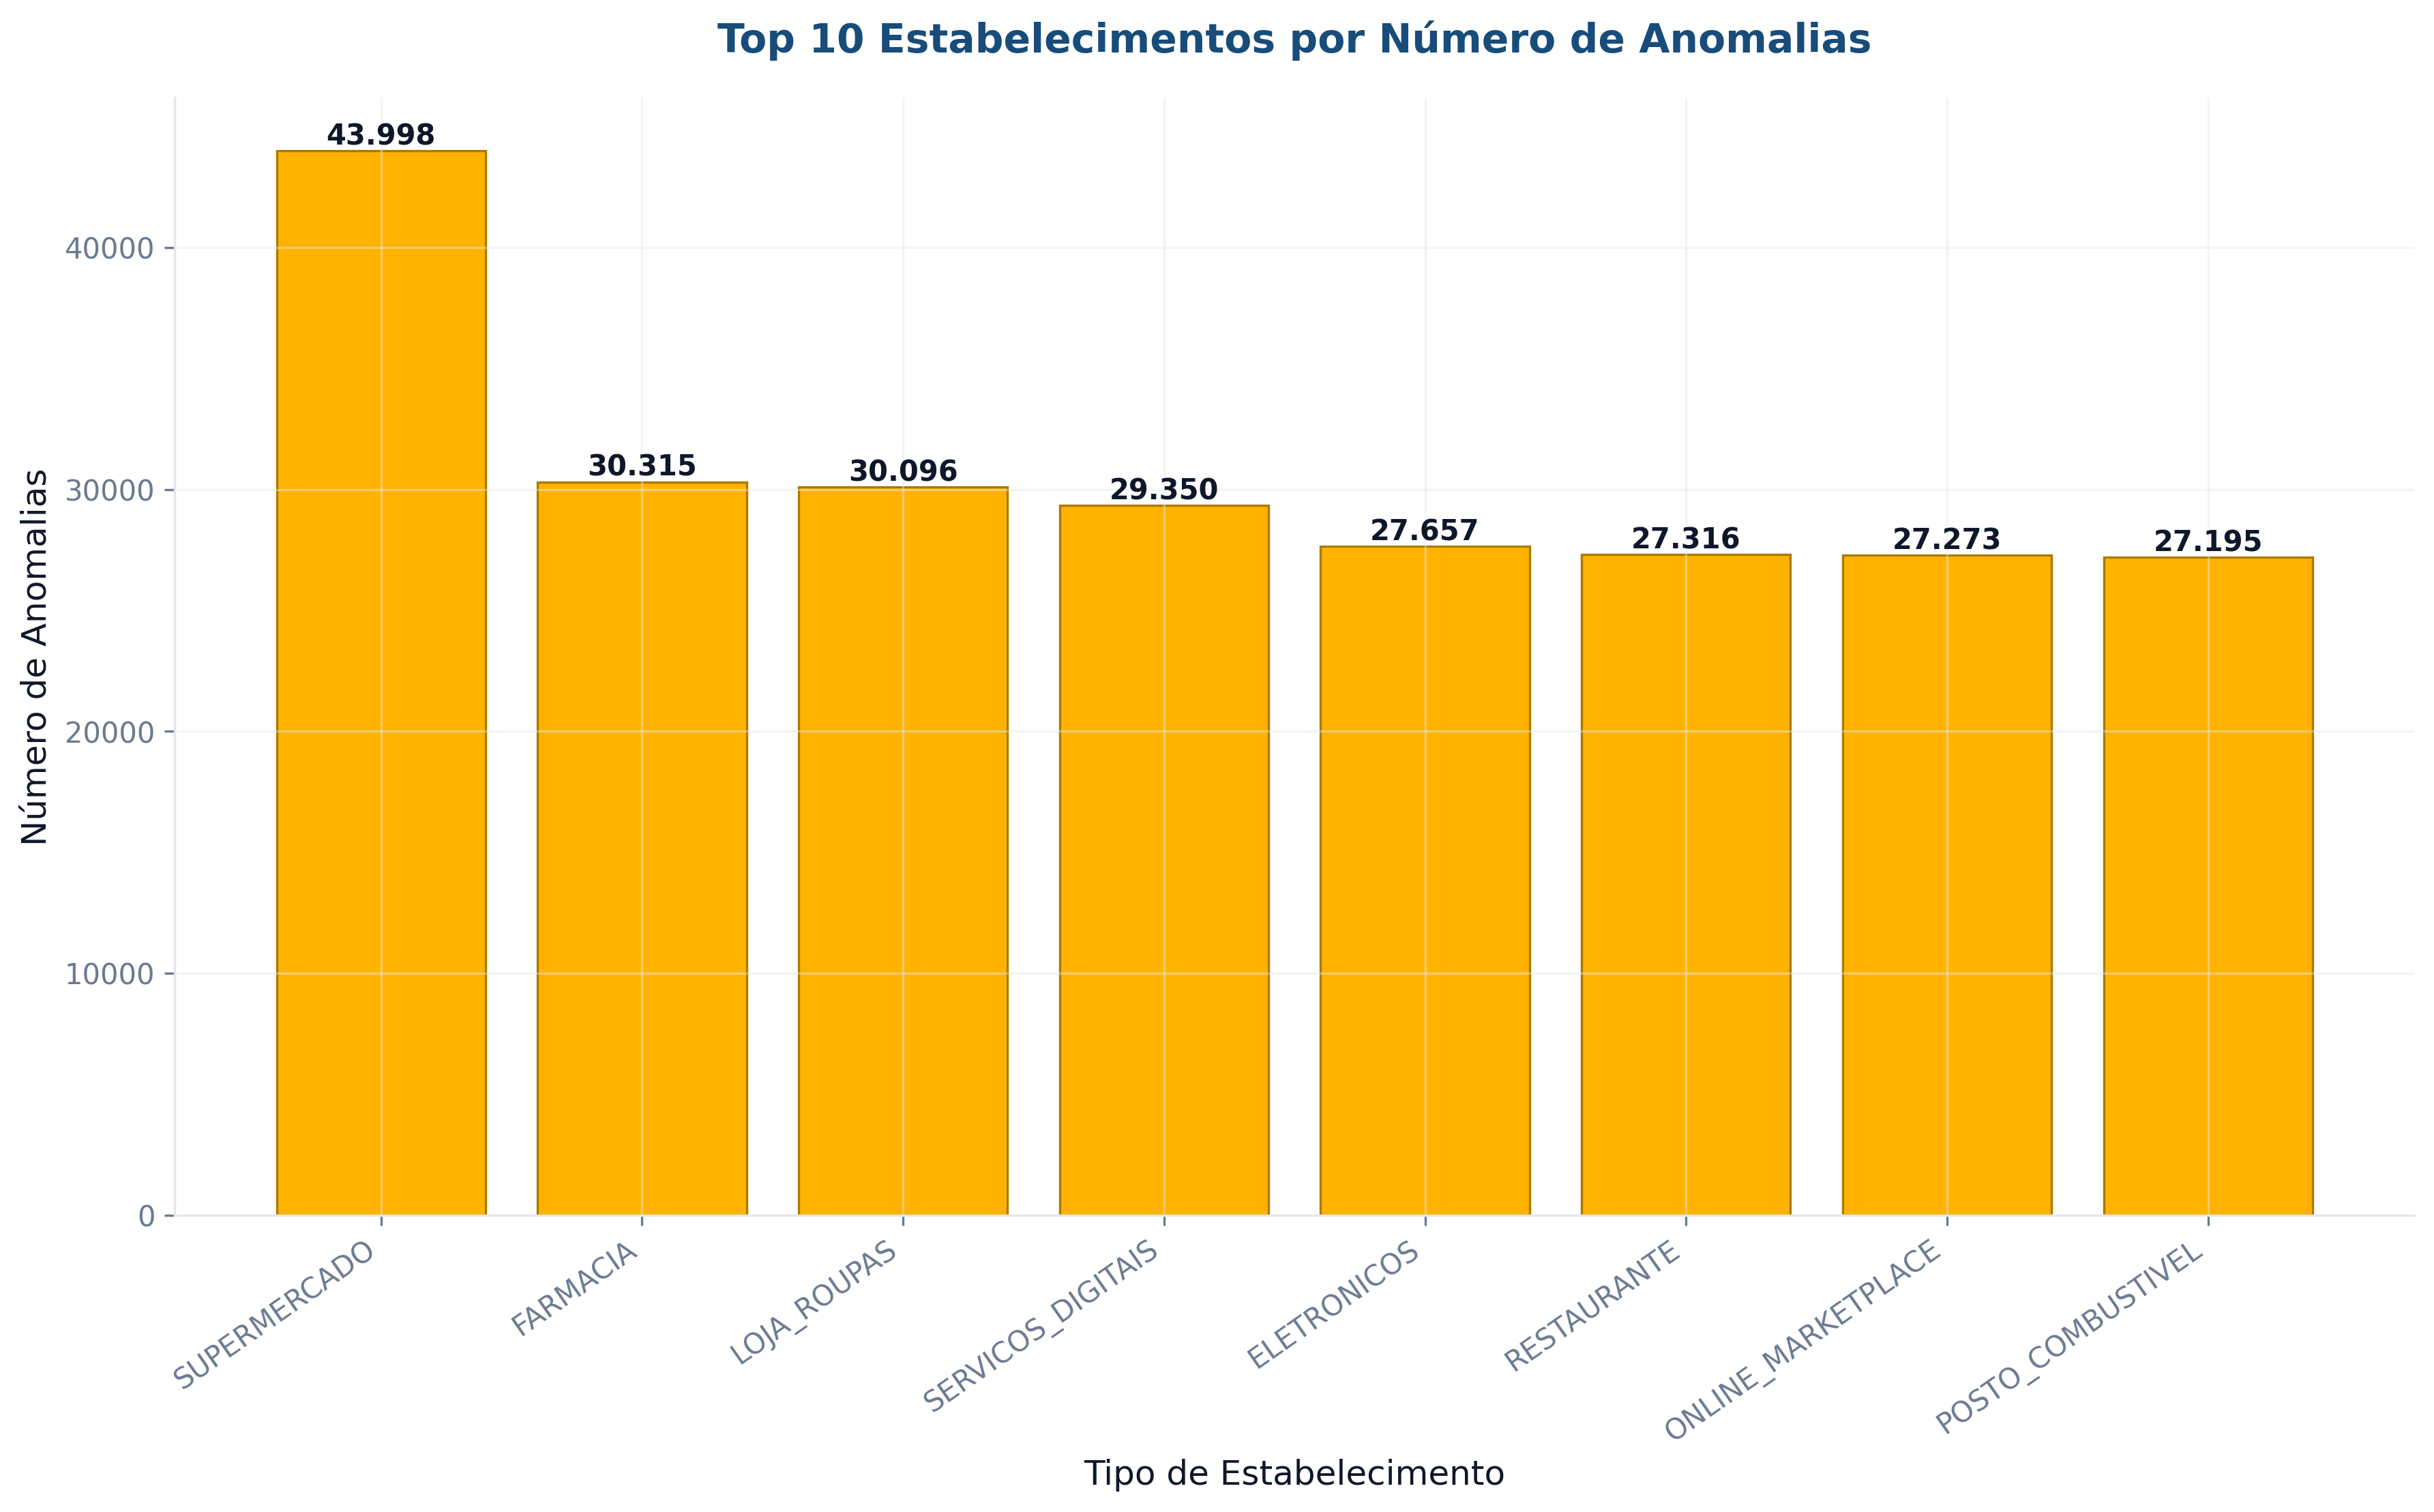 Top 10 Estabelecimentos por Número de Anomalias
43.998
30.315
30.096
29.350
27.657
27.316
27.273
27.195
40000
30000
20000
10000
0
Número de Anomalias
SUPERMERCADO
FARMACIA
LOJA_ROUPAS
SERVICOS_DIGITAIS
ELETRONICOS
RESTAURANTE
ONLINE_MARKETPLACE
POSTO_COMBUSTIVEL
Tipo de Estabelecimento